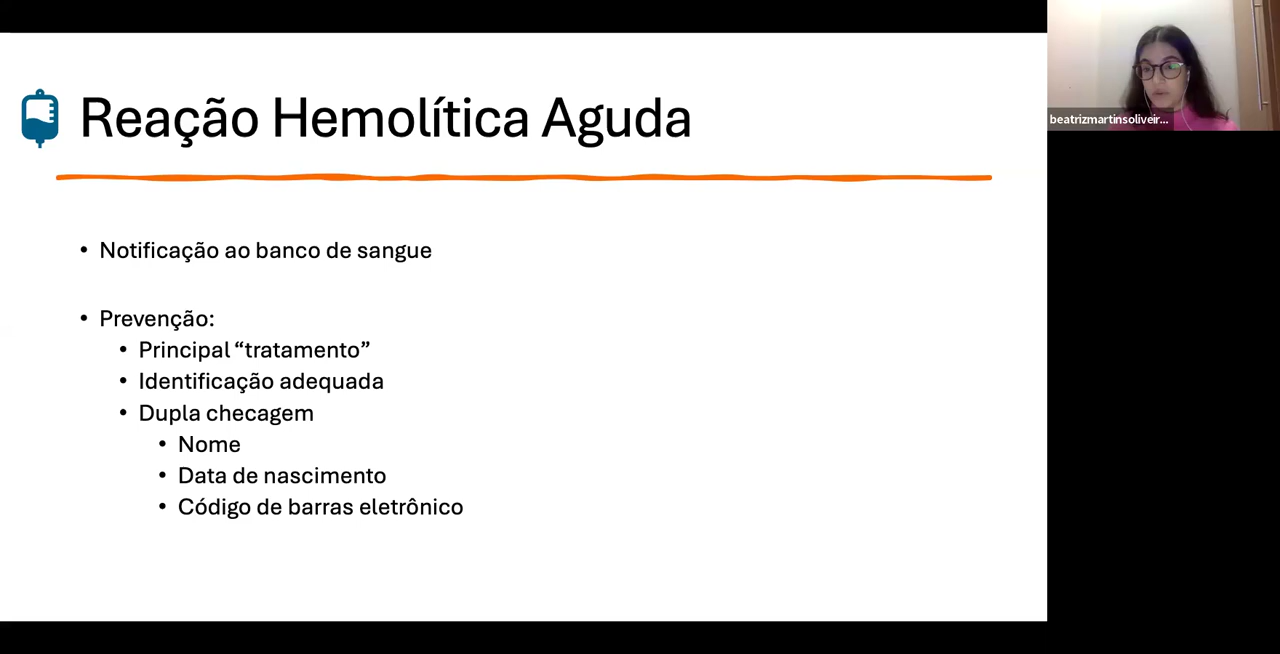 Reação Hemolítica Aguda
• Notificação ao banco de sangue
• Prevenção:
• Principal “tratamento”
• Identificação adequada
• Dupla checagem
• Nome
• Data de nascimento
• Código de barras eletrônico
beatrizmartinsoliveir...